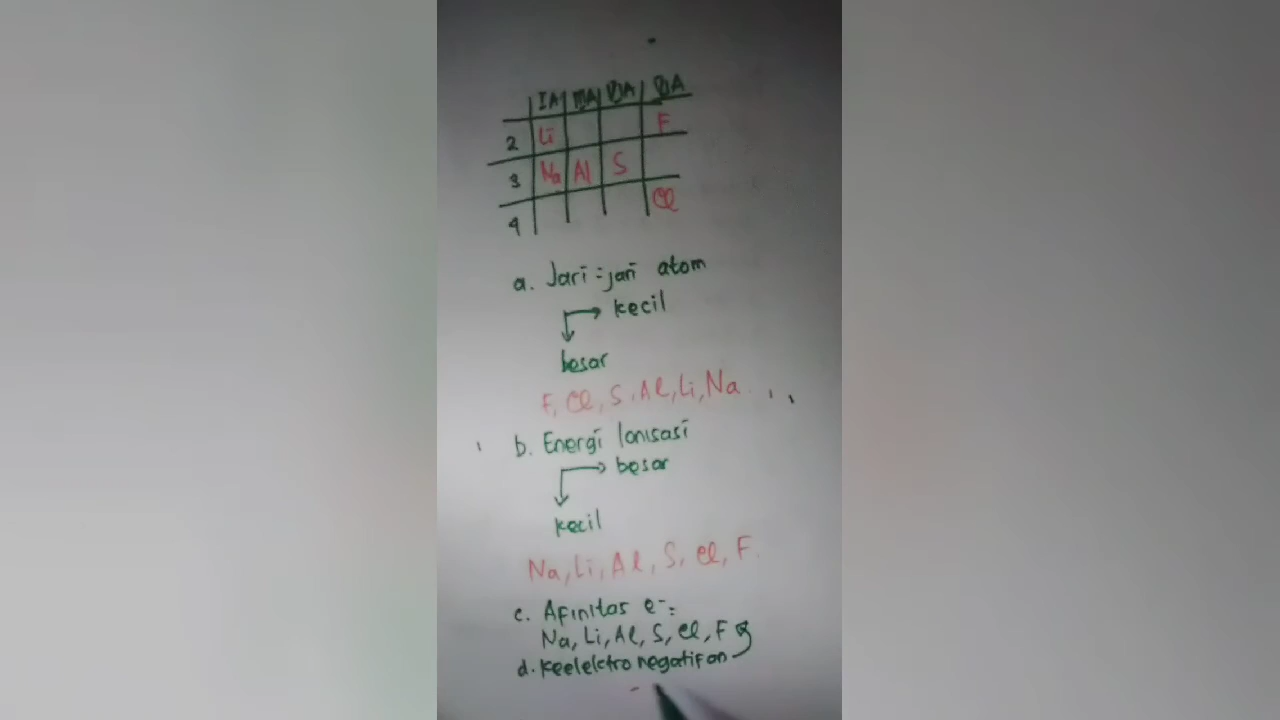 IA IIIA VIA VIIA
2 Li F
3 Na Al S
4 Cl
a. Jari-jari atom
kecil
besar
F, Cl, S, Al, Li, Na
b. Energi Ionisasi
besar
kecil
Na, Li, Al, S, Cl, F.
c. Afinitas e-:
Na, Li, Al, S, Cl, F
d. Keelektronegatifan